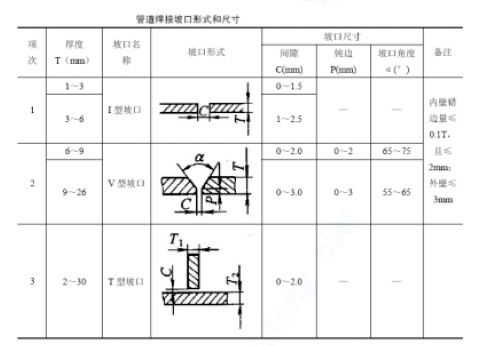 管道焊接坡口形式和尺寸
项次 厚度 T（mm） 坡口名称 坡口形式 坡口尺寸 备注
间隙 C(mm) 钝边 P(mm) 坡口角度 α(°)
1 1～3 I 型坡口 0～1.5 — —
3～6 1～2.5
C T
2 6～9 V 型坡口 0～2.0 0～2 65～75
9～26 0～3.0 0～3 55～65
α T C P
3 2～30 T 型坡口 0～2.0 — —
T₁ C T₂
内壁错
边量≤
0.1T，
且≤
2mm；
外壁≤
3mm